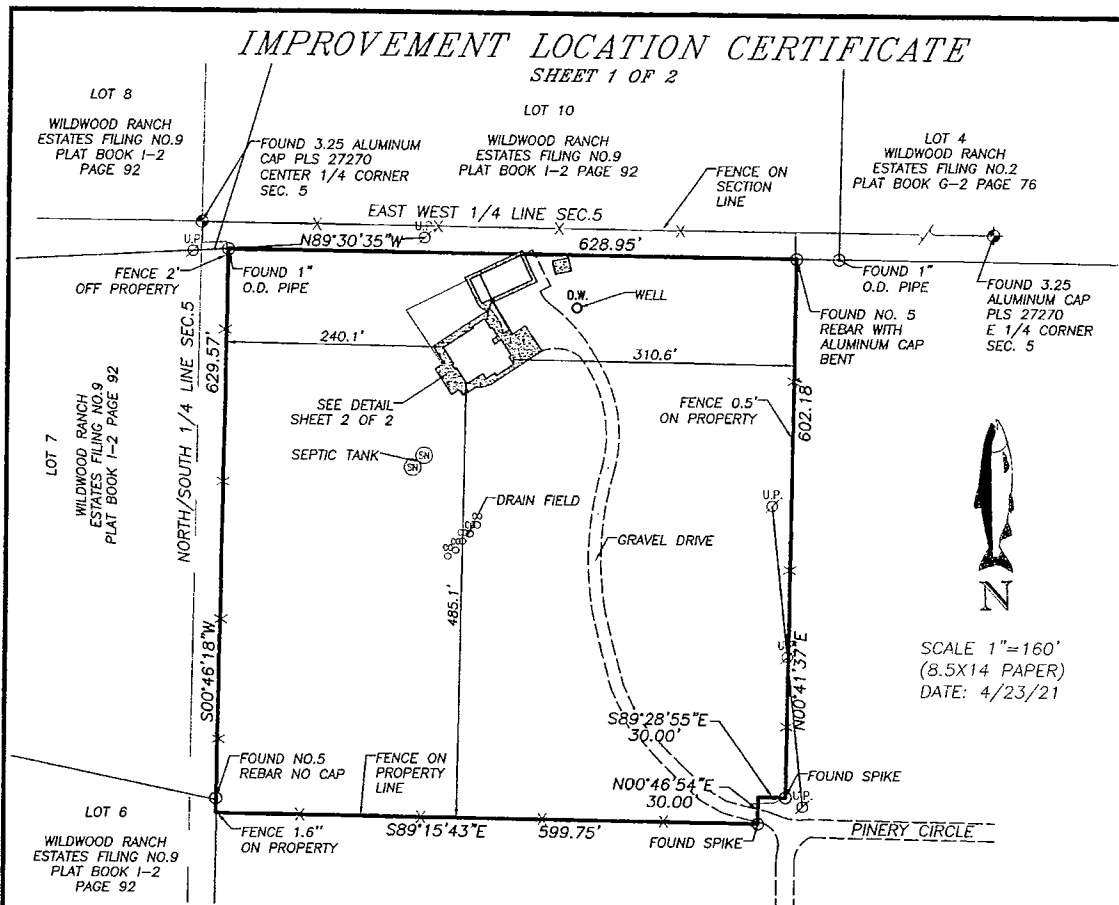 IMPROVEMENT LOCATION CERTIFICATE
SHEET 1 OF 2
LOT 8
WILDWOOD RANCH
ESTATES FILING NO.9
PLAT BOOK I-2
PAGE 92
FOUND 3.25 ALUMINUM
CAP PLS 27270
CENTER 1/4 CORNER
SEC. 5
LOT 10
WILDWOOD RANCH
ESTATES FILING NO.9
PLAT BOOK I-2 PAGE 92
FENCE ON
SECTION
LINE
LOT 4
WILDWOOD RANCH
ESTATES FILING NO.2
PLAT BOOK G-2 PAGE 76
EAST WEST 1/4 LINE SEC.5
U.P.
U.P.
N89°30'35"W
628.95'
FENCE 2'
OFF PROPERTY
FOUND 1"
O.D. PIPE
O.W.
WELL
FOUND 1"
O.D. PIPE
FOUND NO. 5
REBAR WITH
ALUMINUM CAP
BENT
FOUND 3.25
ALUMINUM CAP
PLS 27270
E 1/4 CORNER
SEC. 5
240.1'
310.6'
629.57'
NORTH/SOUTH 1/4 LINE SEC.5
LOT 7
WILDWOOD RANCH
ESTATES FILING NO.9
PLAT BOOK I-2 PAGE 92
SEE DETAIL
SHEET 2 OF 2
FENCE 0.5'
ON PROPERTY
602.18'
SEPTIC TANK
SN
SN
DRAIN FIELD
U.P.
GRAVEL DRIVE
485.1'
N
S00°46'18"W
N00°41'37"E
SCALE 1"=160'
(8.5X14 PAPER)
DATE: 4/23/21
S89°28'55"E
30.00'
FOUND NO.5
REBAR NO CAP
FENCE ON
PROPERTY
LINE
N00°46'54"E
30.00'
FOUND SPIKE
U.P.
LOT 6
WILDWOOD RANCH
ESTATES FILING NO.9
PLAT BOOK I-2
PAGE 92
FENCE 1.6"
ON PROPERTY
S89°15'43"E
599.75'
FOUND SPIKE
PINERY CIRCLE